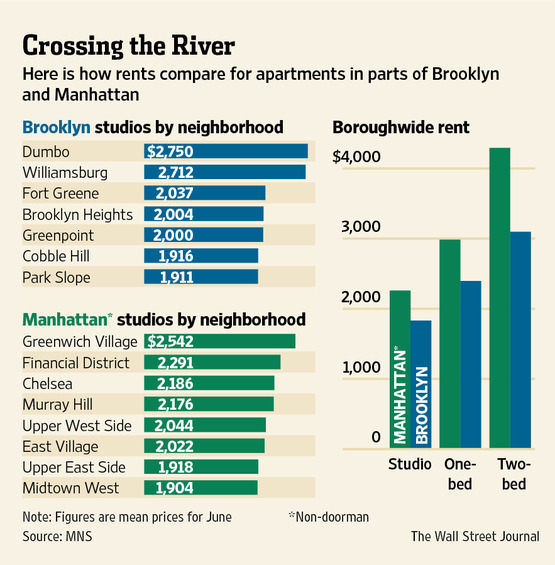 Crossing the River
Here is how rents compare for apartments in parts of Brooklyn
and Manhattan
Brooklyn studios by neighborhood
Dumbo $2,750
Williamsburg 2,712
Fort Greene 2,037
Brooklyn Heights 2,004
Greenpoint 2,000
Cobble Hill 1,916
Park Slope 1,911
Manhattan* studios by neighborhood
Greenwich Village $2,542
Financial District 2,291
Chelsea 2,186
Murray Hill 2,176
Upper West Side 2,044
East Village 2,022
Upper East Side 1,918
Midtown West 1,904
Boroughwide rent
$4,000
3,000
2,000
1,000
0
MANHATTAN*
BROOKLYN
Studio One- Two-
bed bed
Note: Figures are mean prices for June *Non-doorman
Source: MNS The Wall Street Journal